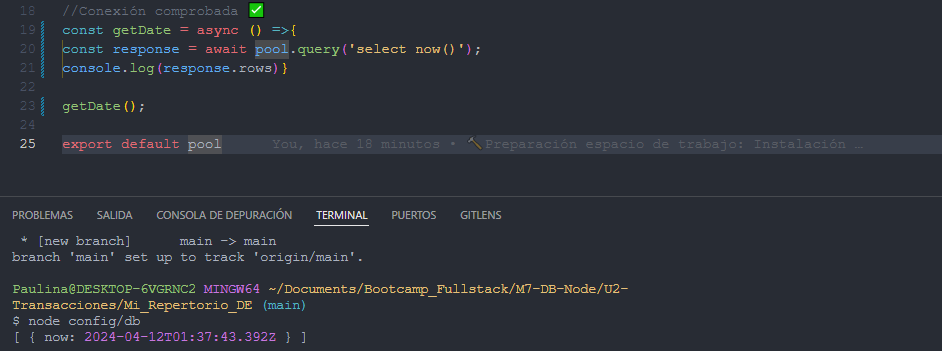 18 //Conexión comprobada ✅
19 const getDate = async () =>{
20 const response = await pool.query('select now()');
21 console.log(response.rows)}
22
23 getDate();
24
25 export default pool You, hace 18 minutos • 🔨Preparación espacio de trabajo: Instalación …
PROBLEMAS SALIDA CONSOLA DE DEPURACIÓN TERMINAL PUERTOS GITLENS
* [new branch] main -> main
branch 'main' set up to track 'origin/main'.
Paulina@DESKTOP-6VGRNC2 MINGW64 ~/Documents/Bootcamp_Fullstack/M7-DB-Node/U2-
Transacciones/Mi_Repertorio_DE (main)
$ node config/db
[ { now: 2024-04-12T01:37:43.392Z } ]